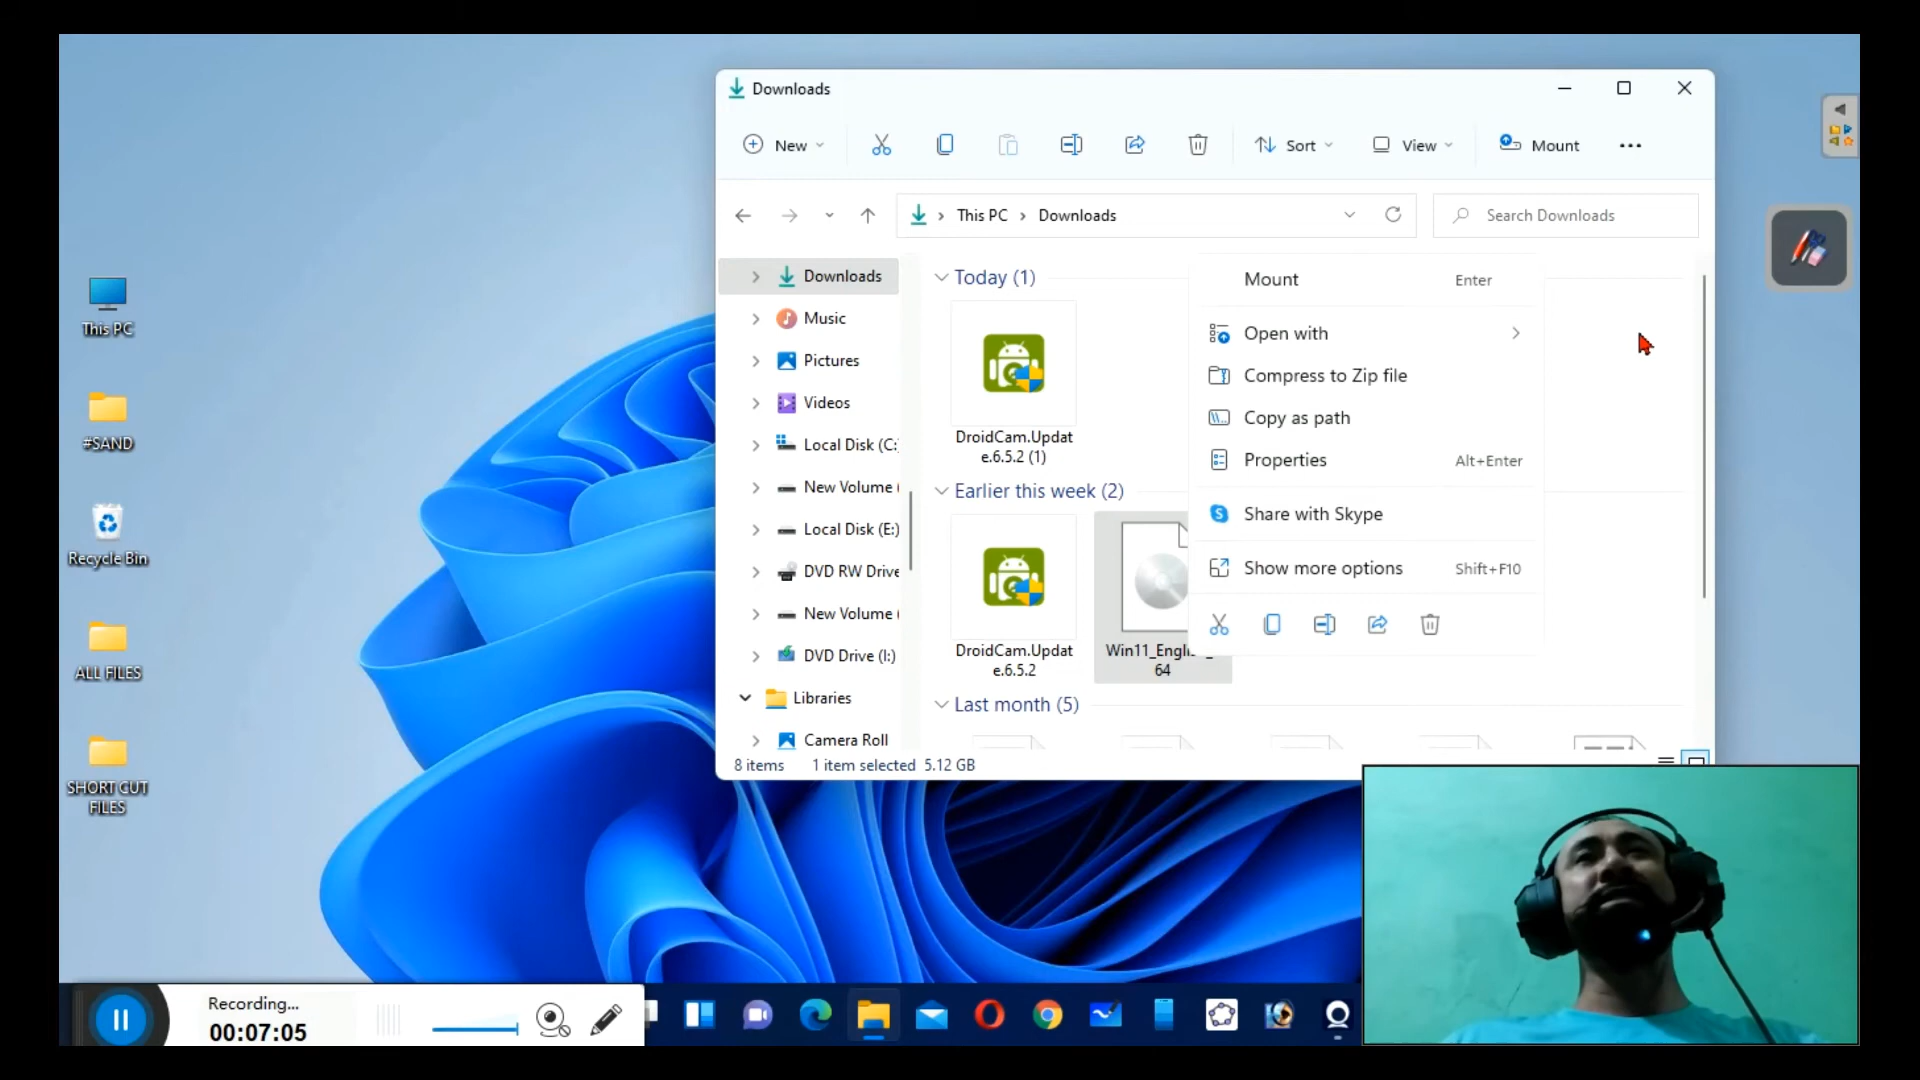 Downloads
New
Sort
View
Mount
This PC
Downloads
Search Downloads
Downloads
Music
Pictures
Videos
Local Disk (C:
New Volume (
Local Disk (E:)
DVD RW Drive
New Volume (
DVD Drive (I:)
Libraries
Camera Roll
Today (1)
DroidCam.Updat
e.6.5.2 (1)
Earlier this week (2)
DroidCam.Updat
e.6.5.2
64
Last month (5)
Mount Enter
Open with
Compress to Zip file
Copy as path
Properties Alt+Enter
Share with Skype
Show more options Shift+F10
8 items 1 item selected 5.12 GB
This PC
#SAND
Recycle Bin
ALL FILES
SHORT CUT
FILES
Recording...
00:07:05